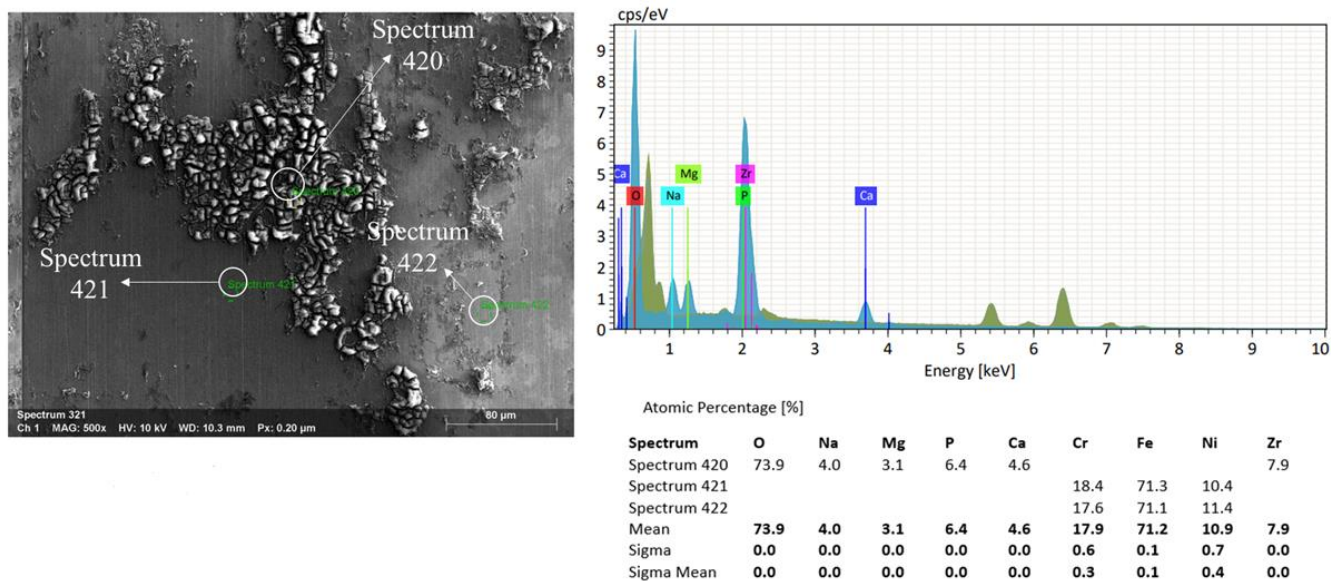 Spectrum
420
Spectrum 420
Spectrum
422
Spectrum
421
Spectrum 421
Spectrum 422
Spectrum 321
Ch 1 MAG: 500x HV: 10 kV WD: 10.3 mm Px: 0.20 µm
80 µm
cps/eV
9
8
7
6
5
4
3
2
1
0
Ca
Mg
Zr
O
Na
P
Ca
1 2 3 4 5 6 7 8 9 10
Energy [keV]
Atomic Percentage [%]
Spectrum O Na Mg P Ca Cr Fe Ni Zr
Spectrum 420 73.9 4.0 3.1 6.4 4.6 7.9
Spectrum 421 18.4 71.3 10.4
Spectrum 422 17.6 71.1 11.4
Mean 73.9 4.0 3.1 6.4 4.6 17.9 71.2 10.9 7.9
Sigma 0.0 0.0 0.0 0.0 0.0 0.6 0.1 0.7 0.0
Sigma Mean 0.0 0.0 0.0 0.0 0.0 0.3 0.1 0.4 0.0